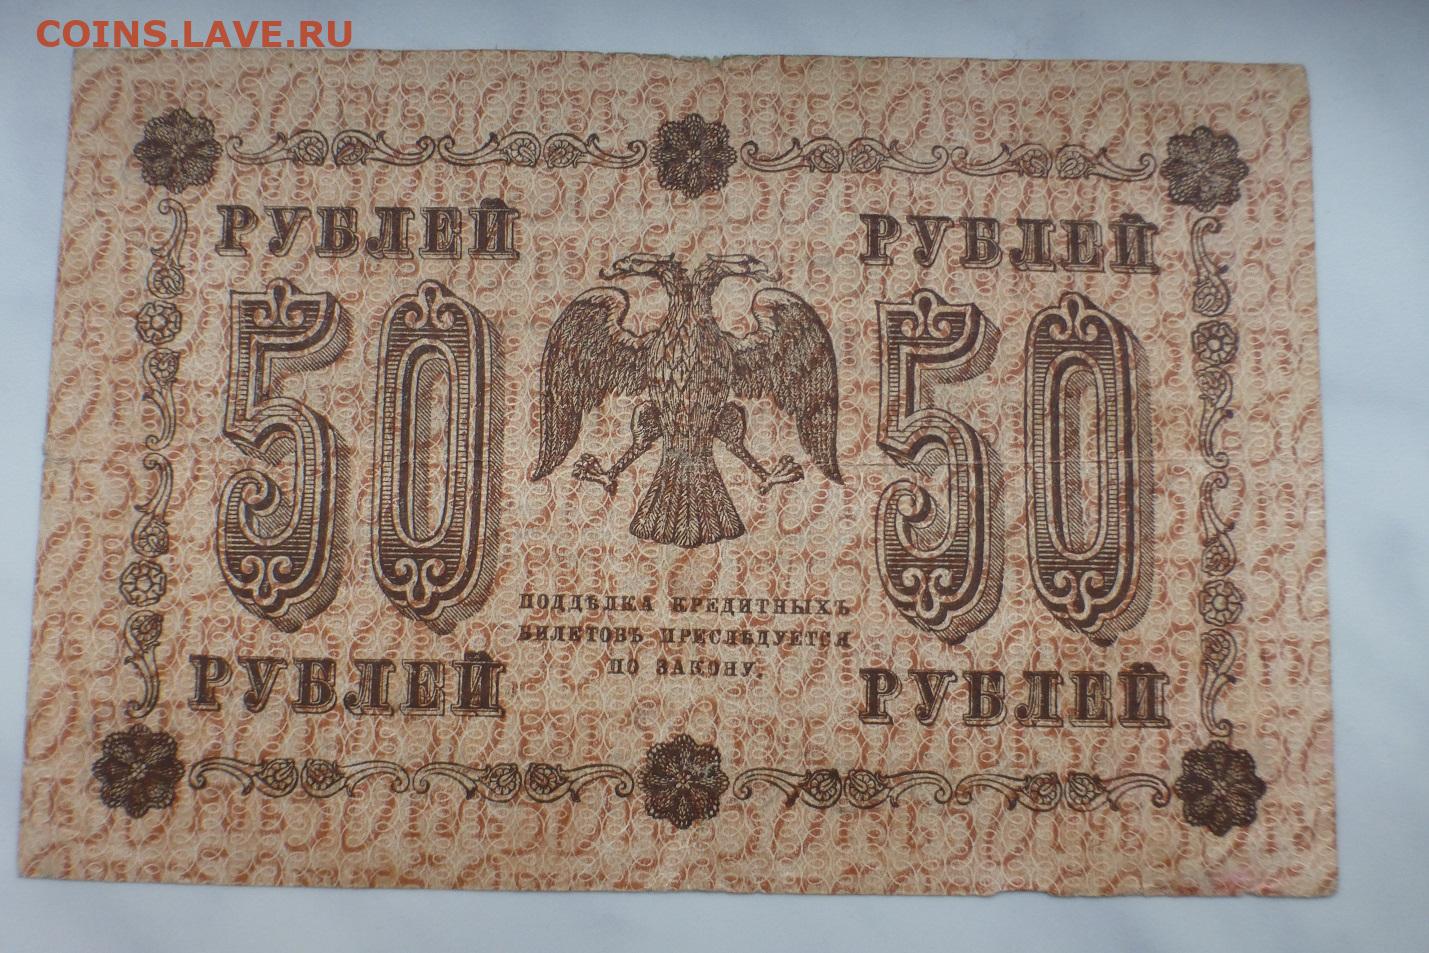 COINS.LAVE.RU
РУБЛЕЙ РУБЛЕЙ
50 50
ПОДДѢЛКА КРЕДИТНЫХЪ
БИЛЕТОВЪ ПРЕСЛѢДУЕТСЯ
ПО ЗАКОНУ.
РУБЛЕЙ РУБЛЕЙ